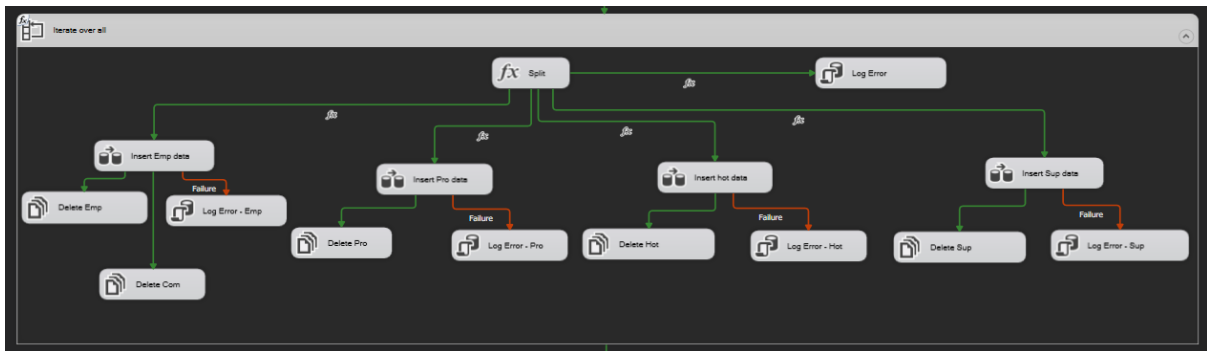 Iterate over all
fx Split
Log Error
fx
fx
fx
fx
fx
Insert Emp data
Insert Pro data
Insert hot data
Insert Sup data
Failure
Delete Emp
Log Error - Emp
Failure
Failure
Failure
Delete Pro
Log Error - Pro
Delete Hot
Log Error - Hot
Delete Sup
Log Error - Sup
Delete Com